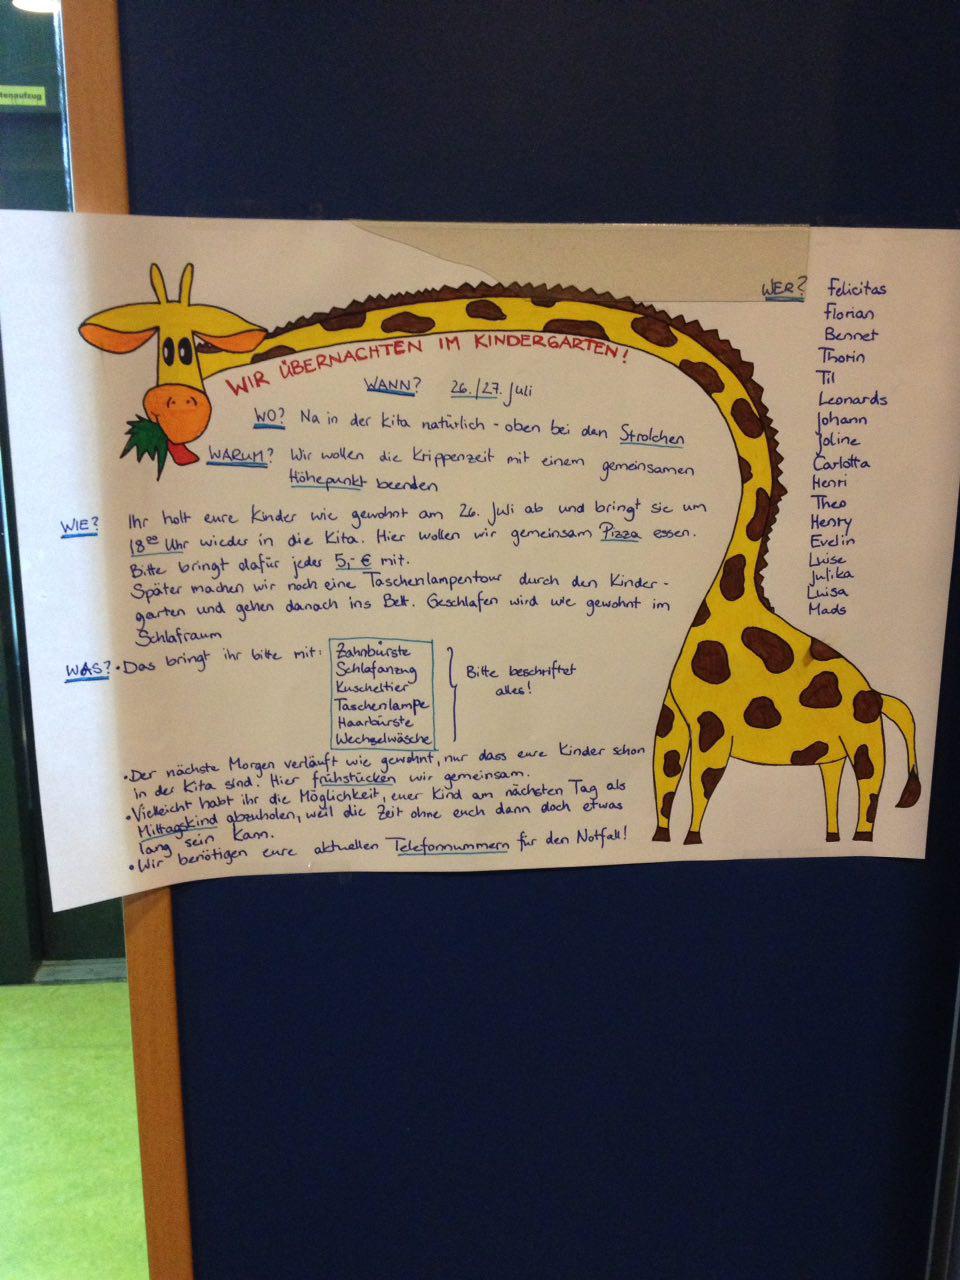 tenaufzug
WIR ÜBERNACHTEN IM KINDERGARTEN!
WANN? 26./27. Juli
WO? Na in der Kita natürlich - oben bei den Strolchen
WARUM? Wir wollen die Krippenzeit mit einem gemeinsamen
Höhepunkt beenden
WIE? Ihr holt eure Kinder wie gewohnt am 26. Juli ab und bringt sie um
18⁰⁰ Uhr wieder in die Kita. Hier wollen wir gemeinsam Pizza essen.
Bitte bringt dafür jeder 5,- € mit.
Später machen wir noch eine Taschenlampentour durch den Kinder-
garten und gehen danach ins Bett. Geschlafen wird wie gewohnt im
Schlafraum
WAS? • Das bringt ihr bitte mit:
Zahnbürste
Schlafanzug
Kuscheltier
Taschenlampe
Haarbürste
Wechselwäsche
Bitte beschriftet
alles!
• Der nächste Morgen verläuft wie gewohnt, nur dass eure Kinder schon
in der Kita sind. Hier frühstücken wir gemeinsam.
• Vielleicht habt ihr die Möglichkeit, euer Kind am nächsten Tag als
Mittagskind abzuholen, weil die Zeit ohne euch dann doch etwas
lang sein kann.
• Wir benötigen eure aktuellen Telefonnummern für den Notfall!
WER? Felicitas
Florian
Bennet
Thorin
Til
Leonards
Johann
Joline
Carlotta
Henri
Theo
Henry
Evelin
Luise
Julika
Luisa
Mads